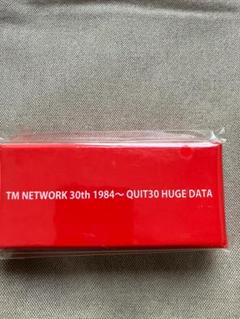 TM NETWORK 30th 1984～ QUIT30 HUGE DATA